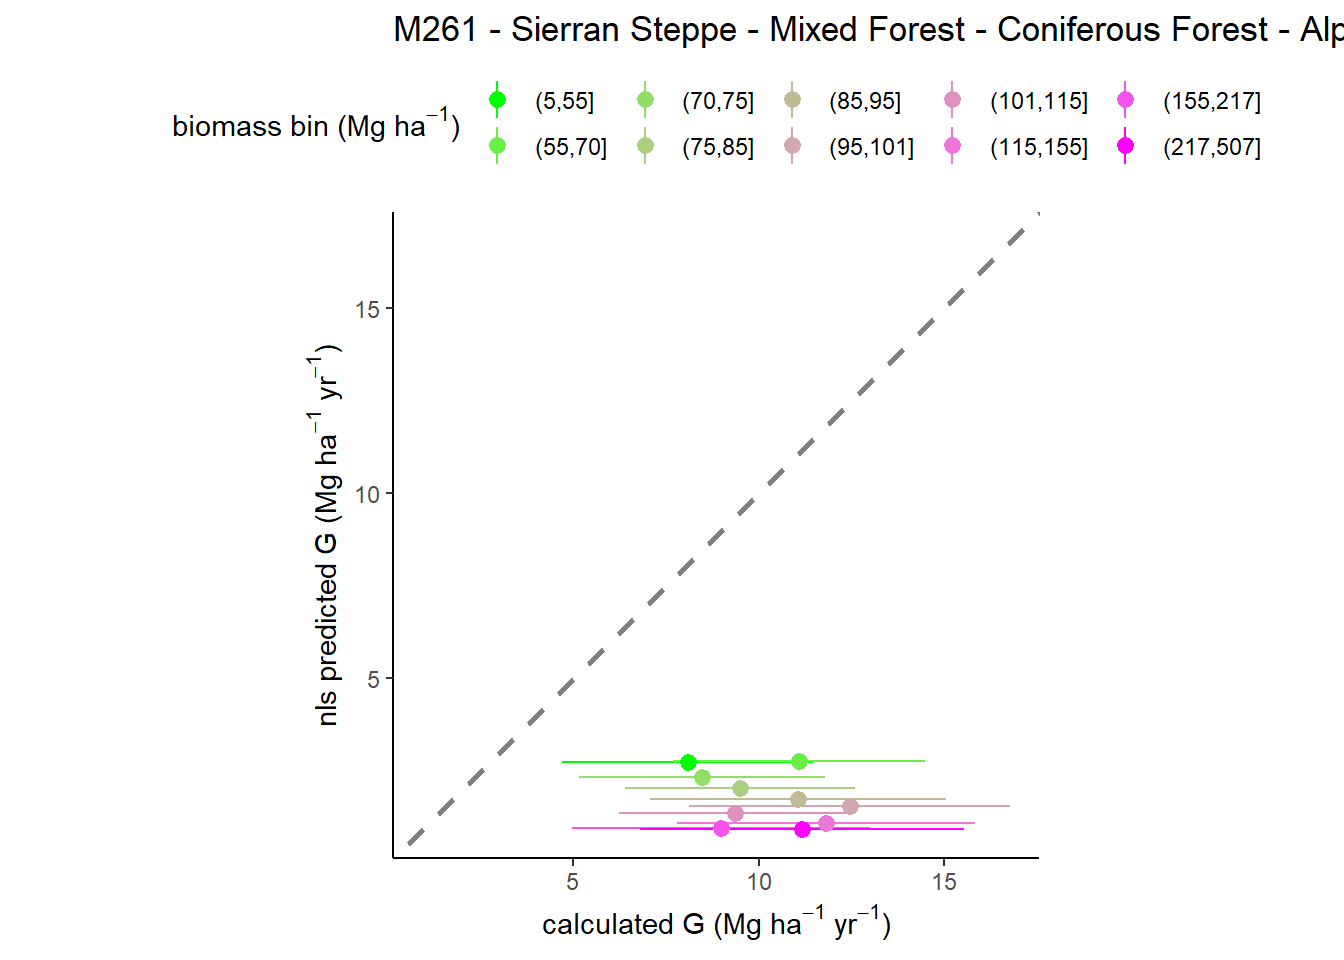 M261 - Sierran Steppe - Mixed Forest - Coniferous Forest - Alp
biomass bin (Mg ha⁻¹)
(5,55] (70,75] (85,95] (101,115] (155,217]
(55,70] (75,85] (95,101] (115,155] (217,507]
nls predicted G (Mg ha⁻¹ yr⁻¹)
15
10
5
5 10 15
calculated G (Mg ha⁻¹ yr⁻¹)